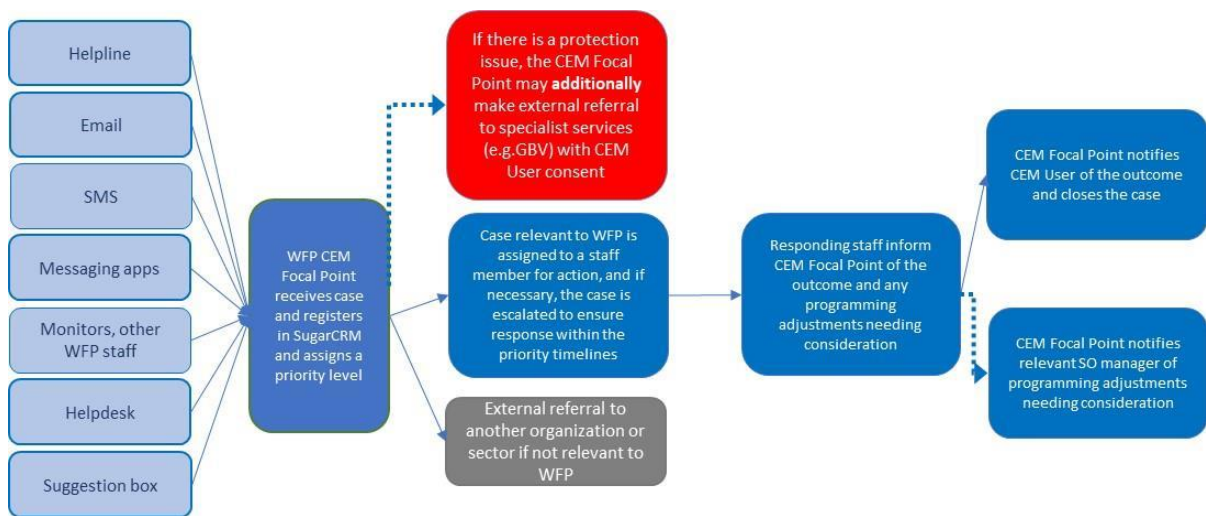 Helpline
Email
SMS
Messaging apps
Monitors, other
WFP staff
Helpdesk
Suggestion box
WFP CEM
Focal Point
receives case
and registers
in SugarCRM
and assigns a
priority level
If there is a protection
issue, the CEM Focal
Point may additionally
make external referral
to specialist services
(e.g.GBV) with CEM
User consent
Case relevant to WFP is
assigned to a staff
member for action, and if
necessary, the case is
escalated to ensure
response within the
priority timelines
External referral to
another organization or
sector if not relevant to
WFP
Responding staff inform
CEM Focal Point of the
outcome and any
programming
adjustments needing
consideration
CEM Focal Point notifies
CEM User of the outcome
and closes the case
CEM Focal Point notifies
relevant SO manager of
programming adjustments
needing consideration